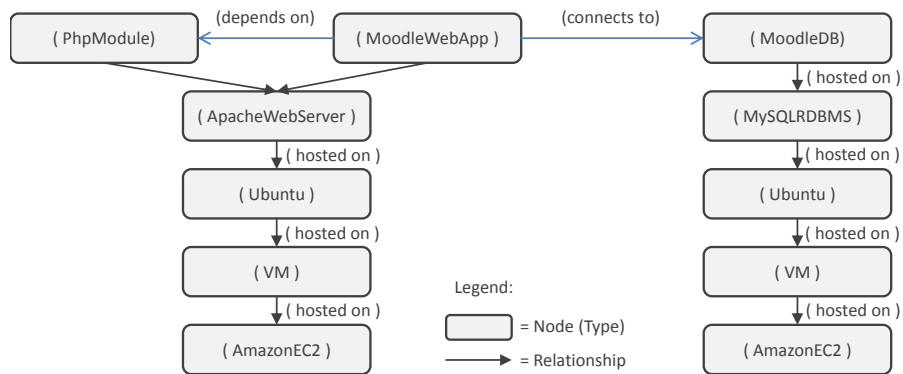 (depends on)
(connects to)
( PhpModule)
( MoodleWebApp )
( MoodleDB)
( hosted on )
( ApacheWebServer )
( MySQLRDBMS )
( hosted on )
( hosted on )
( Ubuntu )
( Ubuntu )
( hosted on )
( hosted on )
( VM )
( VM )
Legend:
( hosted on )
( hosted on )
= Node (Type)
( AmazonEC2 )
( AmazonEC2 )
= Relationship